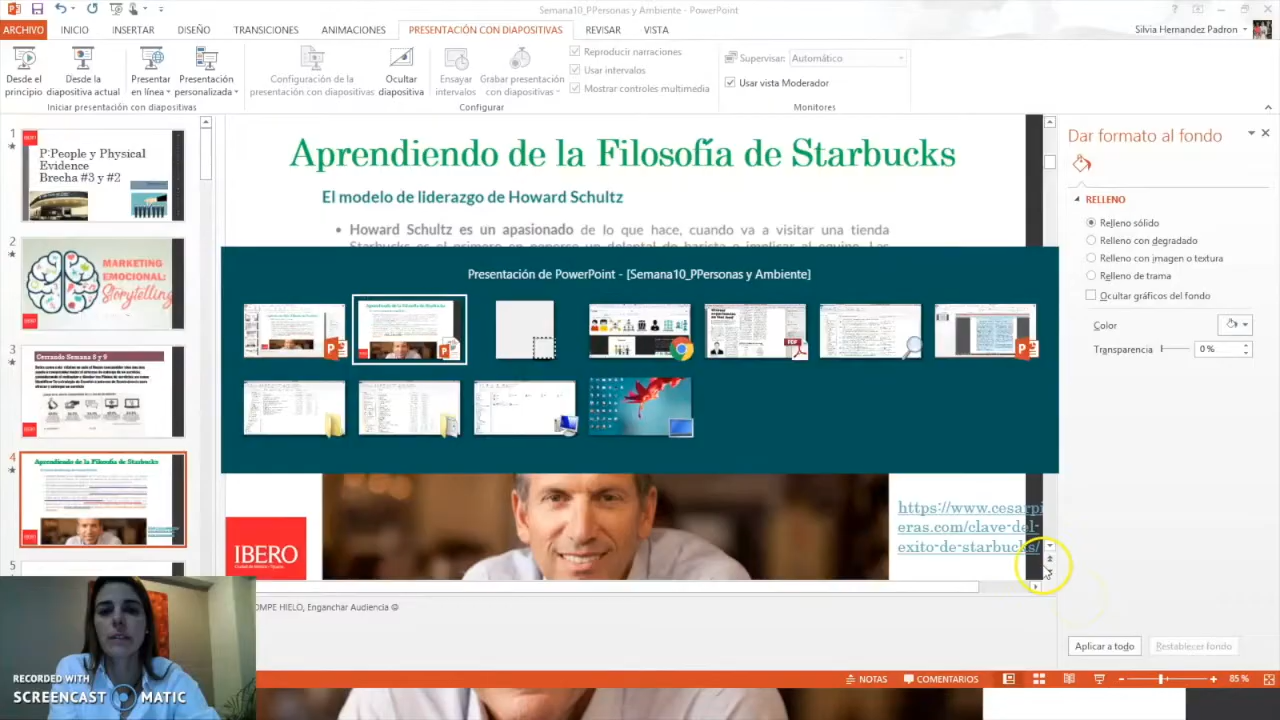 Semana10_PPersonas y Ambiente - PowerPoint
ARCHIVO INICIO INSERTAR DISEÑO TRANSICIONES ANIMACIONES PRESENTACIÓN CON DIAPOSITIVAS REVISAR VISTA
Silvia Hernandez Padron
Desde el principio
Desde la diapositiva actual
Presentar en línea
Presentación personalizada
Iniciar presentación con diapositivas
Configuración de la presentación con diapositivas
Ocultar diapositiva
Ensayar intervalos
Grabar presentación con diapositivas
Reproducir narraciones
Usar intervalos
Mostrar controles multimedia
Configurar
Supervisar: Automático
Usar vista Moderador
Monitores
1
P:People y Physical
Evidence
Brecha #3 y #2
2
MARKETING
EMOCIONAL:
Storytelling
3
Cerrando Semana 8 y 9
4
Aprendiendo de la Filosofía de Starbucks
5
Aprendiendo de la Filosofía de Starbucks
El modelo de liderazgo de Howard Schultz
• Howard Schultz es un apasionado de lo que hace, cuando va a visitar una tienda
Presentación de PowerPoint - [Semana10_PPersonas y Ambiente]
IBERO
https://www.cesarpi
eras.com/clave-del-
exito-de-starbucks/
OMPE HIELO, Enganchar Audiencia ☺
Dar formato al fondo
RELLENO
Relleno sólido
Relleno con degradado
Relleno con imagen o textura
Relleno de trama
Ocultar gráficos del fondo
Color
Transparencia 0 %
Aplicar a todo Restablecer fondo
NOTAS COMENTARIOS 85 %
RECORDED WITH
SCREENCAST MATIC